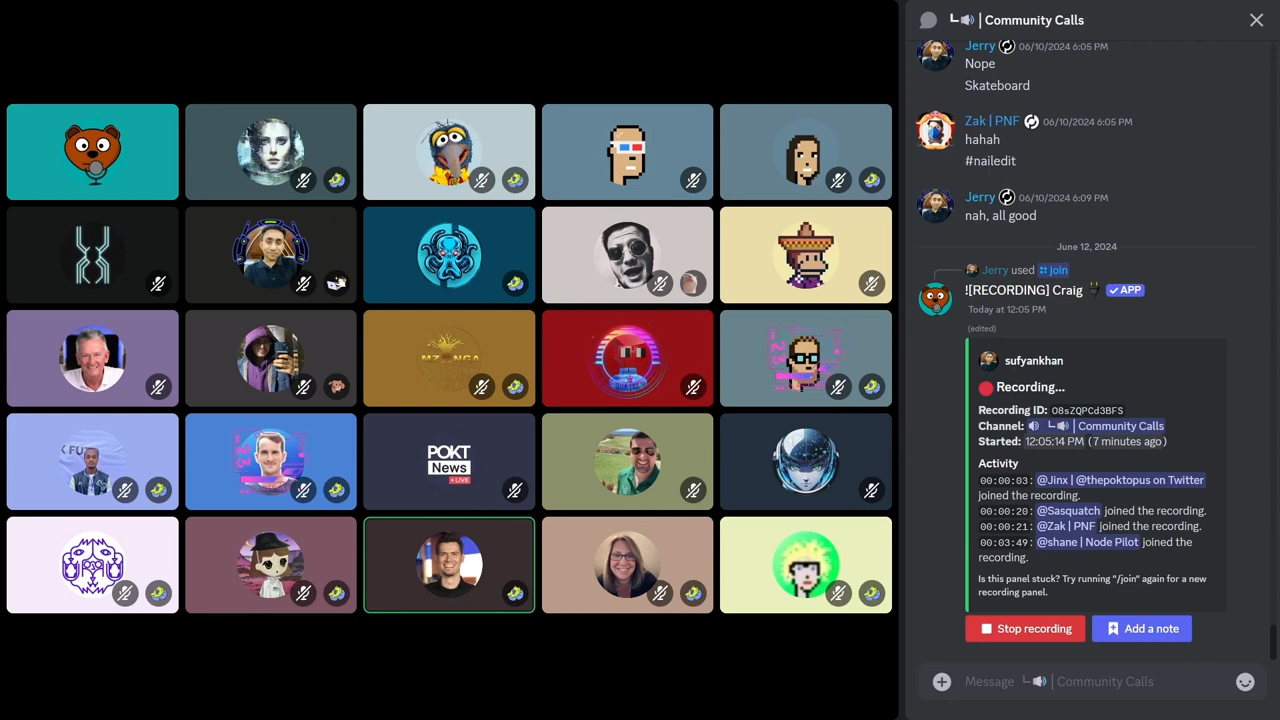 MZONGA
K FU
POKT
News
LIVE
Community Calls
Jerry 06/10/2024 6:05 PM
Nope
Skateboard
Zak | PNF 06/10/2024 6:05 PM
hahah
#nailedit
Jerry 06/10/2024 6:09 PM
nah, all good
June 12, 2024
Jerry used join
![RECORDING] Craig APP
Today at 12:05 PM
(edited)
sufyankhan
Recording...
Recording ID: O8sZQPCd3BFS
Channel: | Community Calls
Started: 12:05:14 PM (7 minutes ago)
Activity
00:00:03: @Jinx | @thepoktopus on Twitter
joined the recording.
00:00:20: @Sasquatch joined the recording.
00:00:21: @Zak | PNF joined the recording.
00:03:49: @shane | Node Pilot joined the
recording.
Is this panel stuck? Try running "/join" again for a new
recording panel.
Stop recording
Add a note
Message | Community Calls